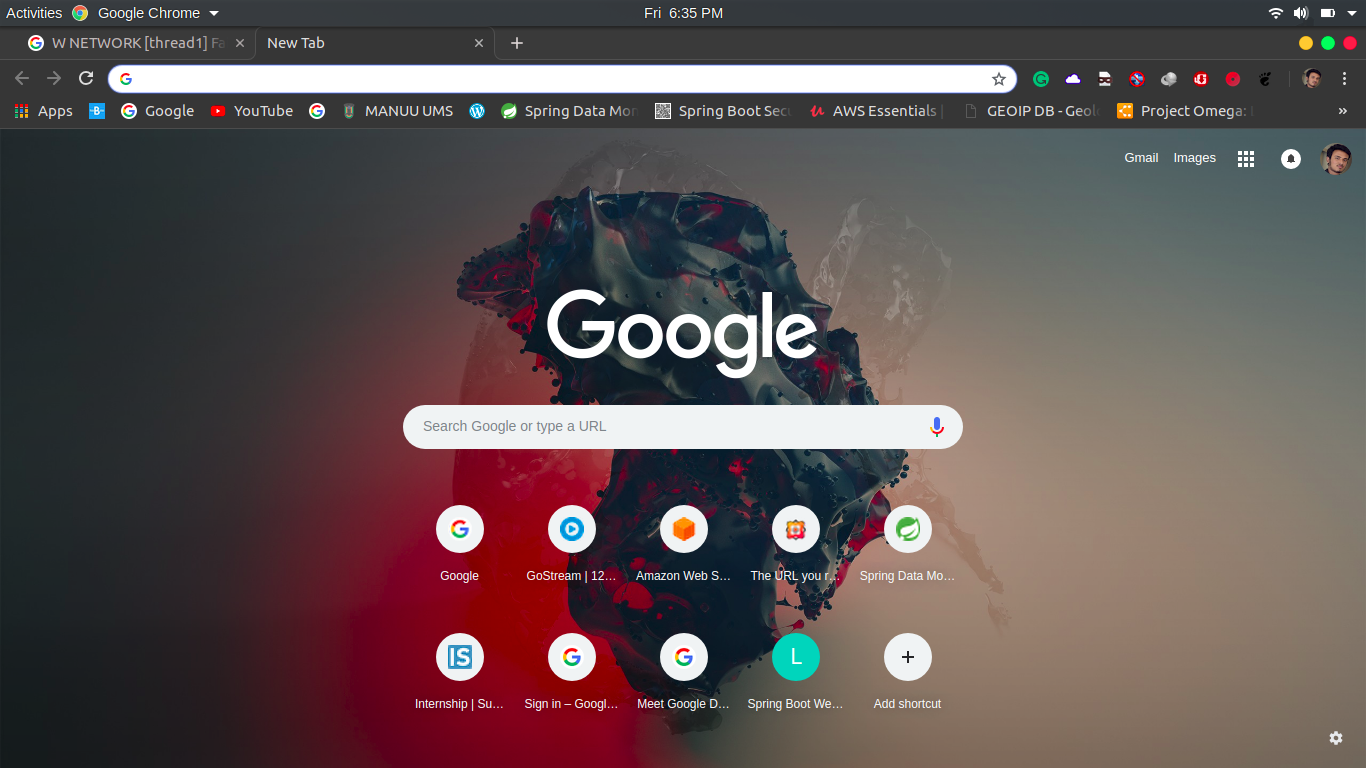 Activities Google Chrome Fri 6:35 PM
W NETWORK [thread1] Fa New Tab
Apps Google YouTube MANUU UMS Spring Data Mon Spring Boot Secu AWS Essentials | GEOIP DB - Geolo Project Omega: »
Gmail Images
Google
Search Google or type a URL
Google GoStream | 12… Amazon Web S… The URL you r… Spring Data Mo…
IS L
Internship | Su… Sign in – Googl… Meet Google D… Spring Boot We… Add shortcut